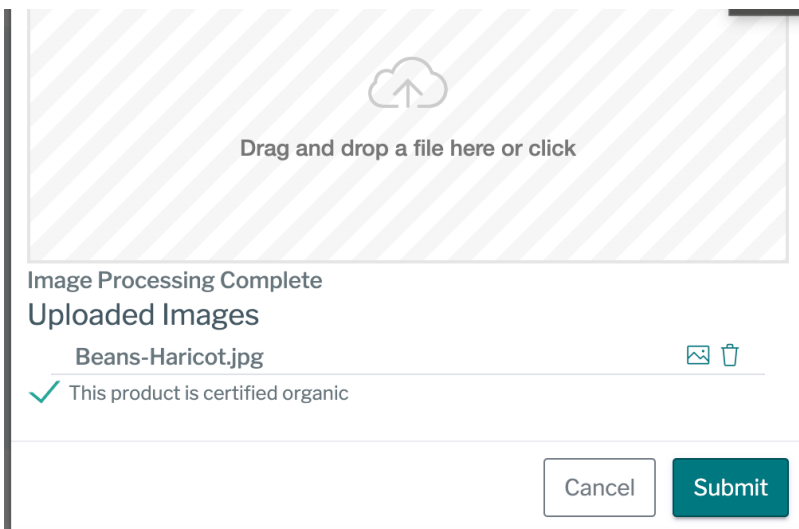 Drag and drop a file here or click
Image Processing Complete
Uploaded Images
Beans-Haricot.jpg
This product is certified organic
Cancel
Submit